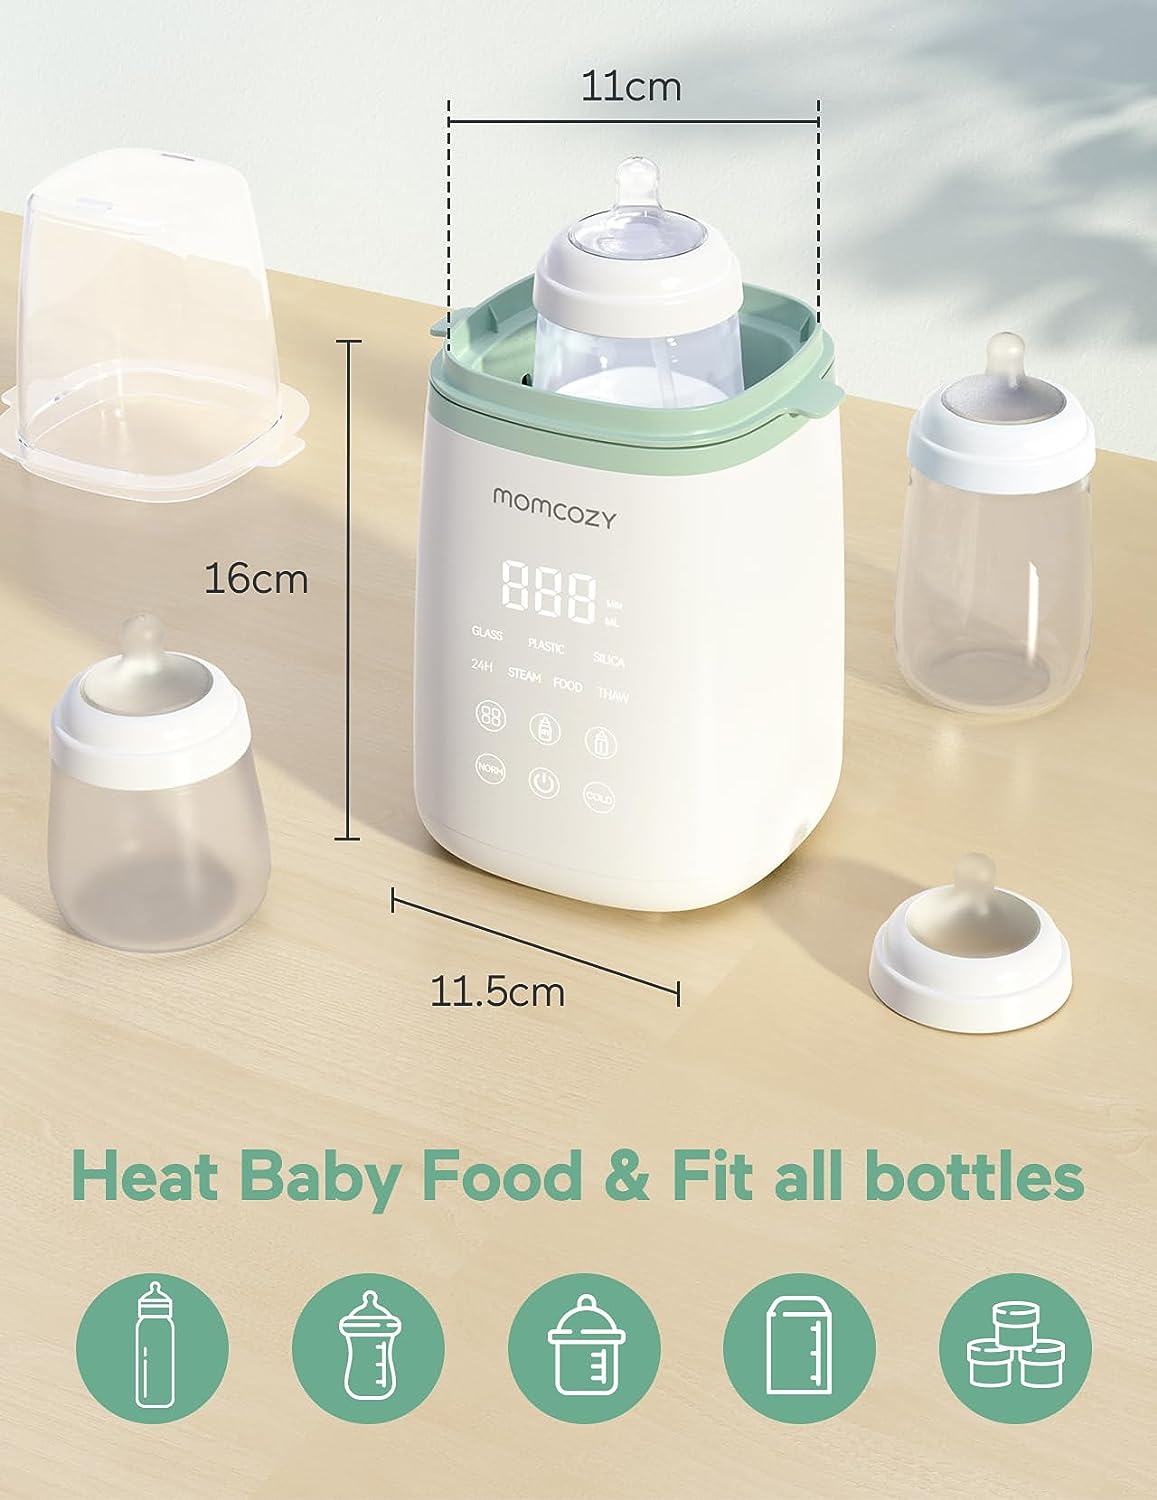 11cm
momcozy
16cm
888 MIN
ML
GLASS PLASTIC SILICA
24H STEAM FOOD THAW
88
NORM COLD
11.5cm
Heat Baby Food & Fit all bottles